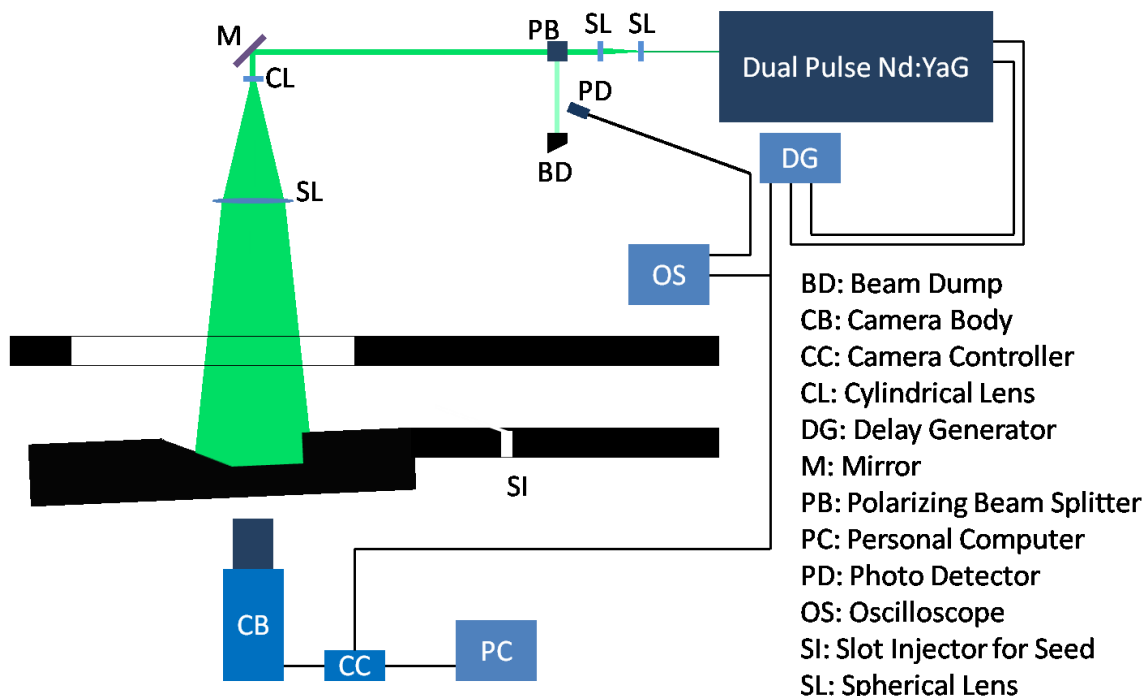 M
PB
SL
SL
Dual Pulse Nd:YaG
CL
PD
DG
BD
SL
OS
SI
CB
CC
PC
BD: Beam Dump
CB: Camera Body
CC: Camera Controller
CL: Cylindrical Lens
DG: Delay Generator
M: Mirror
PB: Polarizing Beam Splitter
PC: Personal Computer
PD: Photo Detector
OS: Oscilloscope
SI: Slot Injector for Seed
SL: Spherical Lens